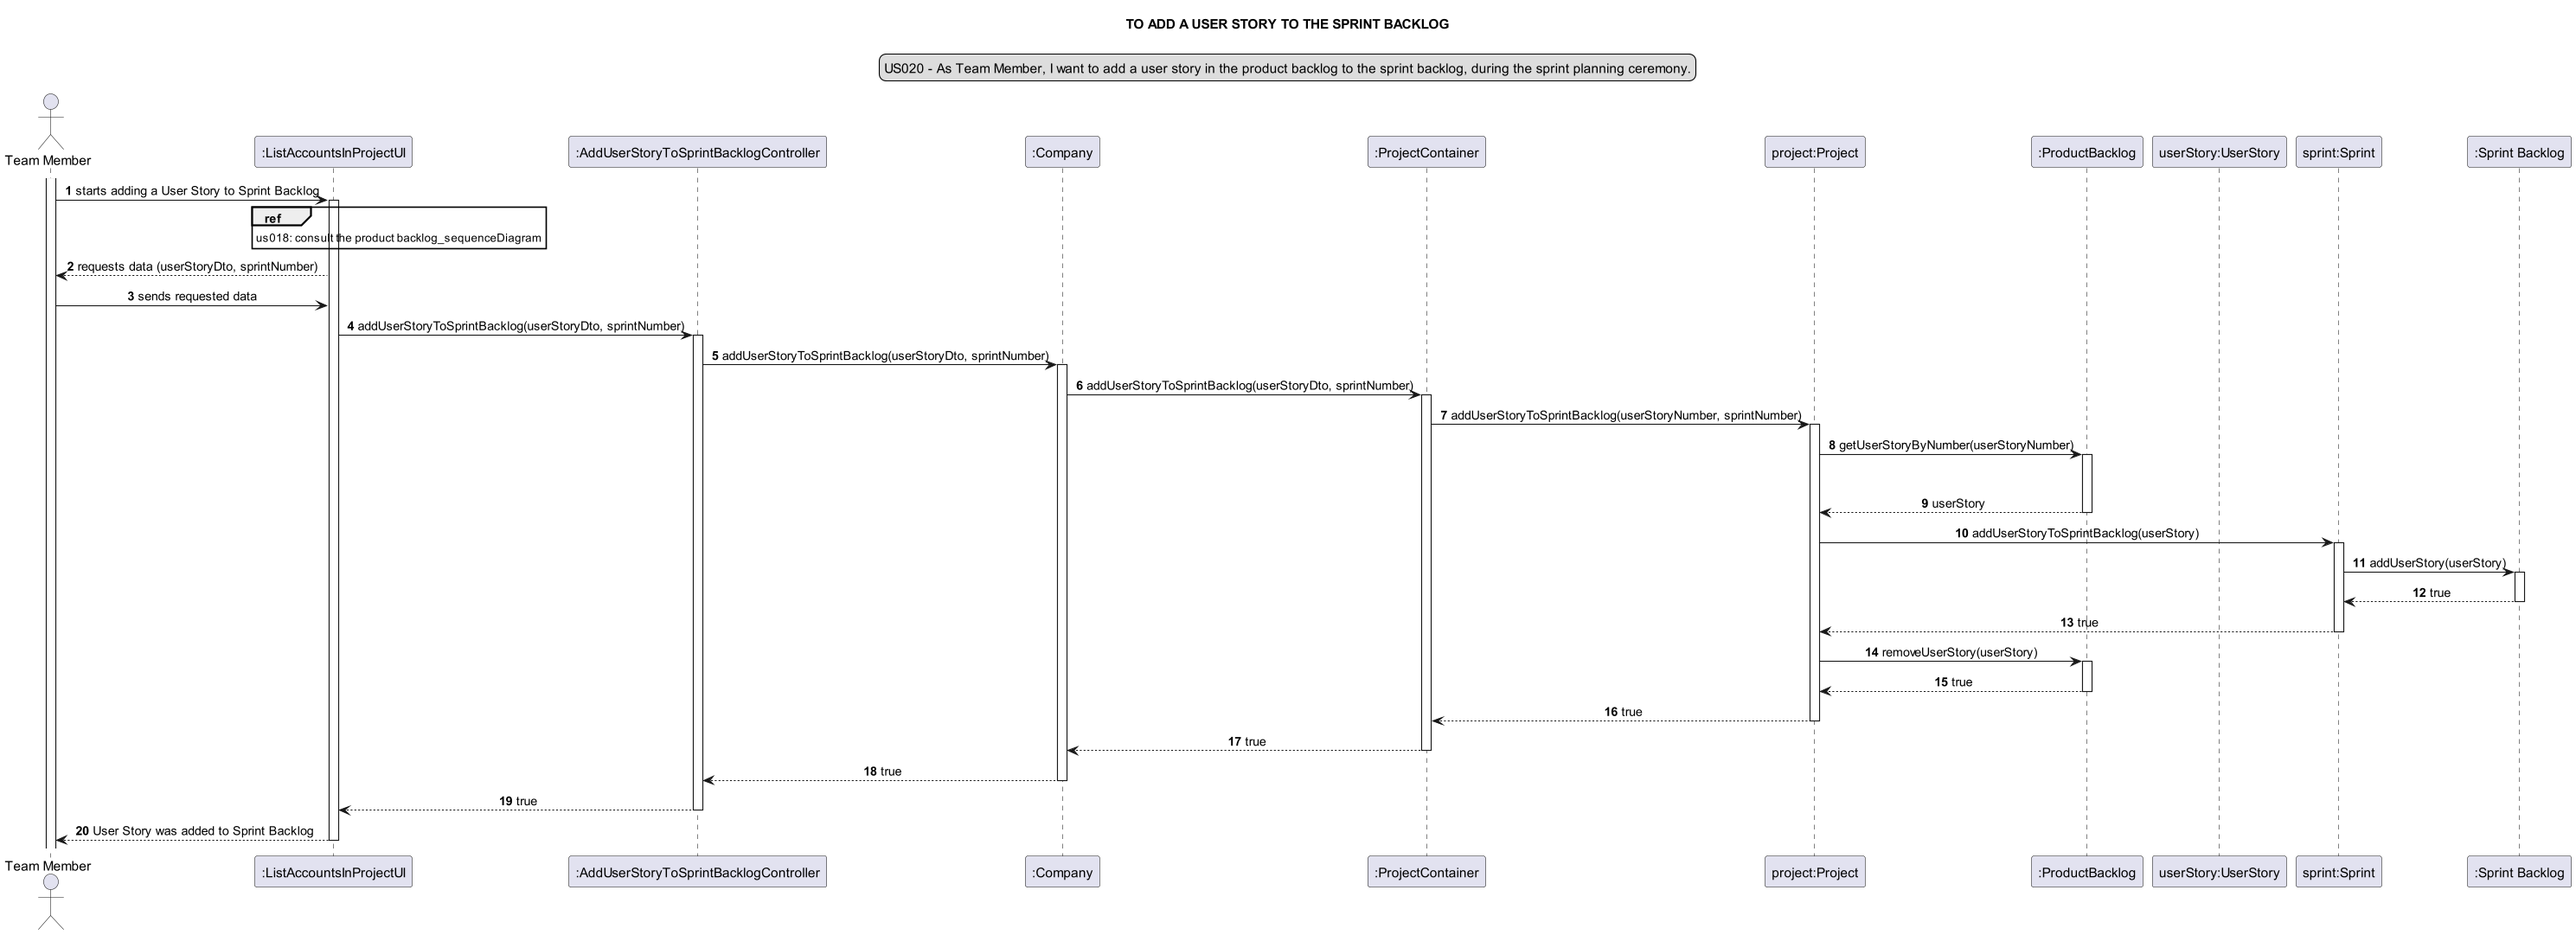 TO ADD A USER STORY TO THE SPRINT BACKLOG
US020 - As Team Member, I want to add a user story in the product backlog to the sprint backlog, during the sprint planning ceremony.
Team Member
:ListAccountsInProjectUI
:AddUserStoryToSprintBacklogController
:Company
:ProjectContainer
project:Project
:ProductBacklog
userStory:UserStory
sprint:Sprint
:Sprint Backlog
1 starts adding a User Story to Sprint Backlog
ref
us018: consult the product backlog_sequenceDiagram
2 requests data (userStoryDto, sprintNumber)
3 sends requested data
4 addUserStoryToSprintBacklog(userStoryDto, sprintNumber)
5 addUserStoryToSprintBacklog(userStoryDto, sprintNumber)
6 addUserStoryToSprintBacklog(userStoryDto, sprintNumber)
7 addUserStoryToSprintBacklog(userStoryNumber, sprintNumber)
8 getUserStoryByNumber(userStoryNumber)
9 userStory
10 addUserStoryToSprintBacklog(userStory)
11 addUserStory(userStory)
12 true
13 true
14 removeUserStory(userStory)
15 true
16 true
17 true
18 true
19 true
20 User Story was added to Sprint Backlog
Team Member
:ListAccountsInProjectUI
:AddUserStoryToSprintBacklogController
:Company
:ProjectContainer
project:Project
:ProductBacklog
userStory:UserStory
sprint:Sprint
:Sprint Backlog